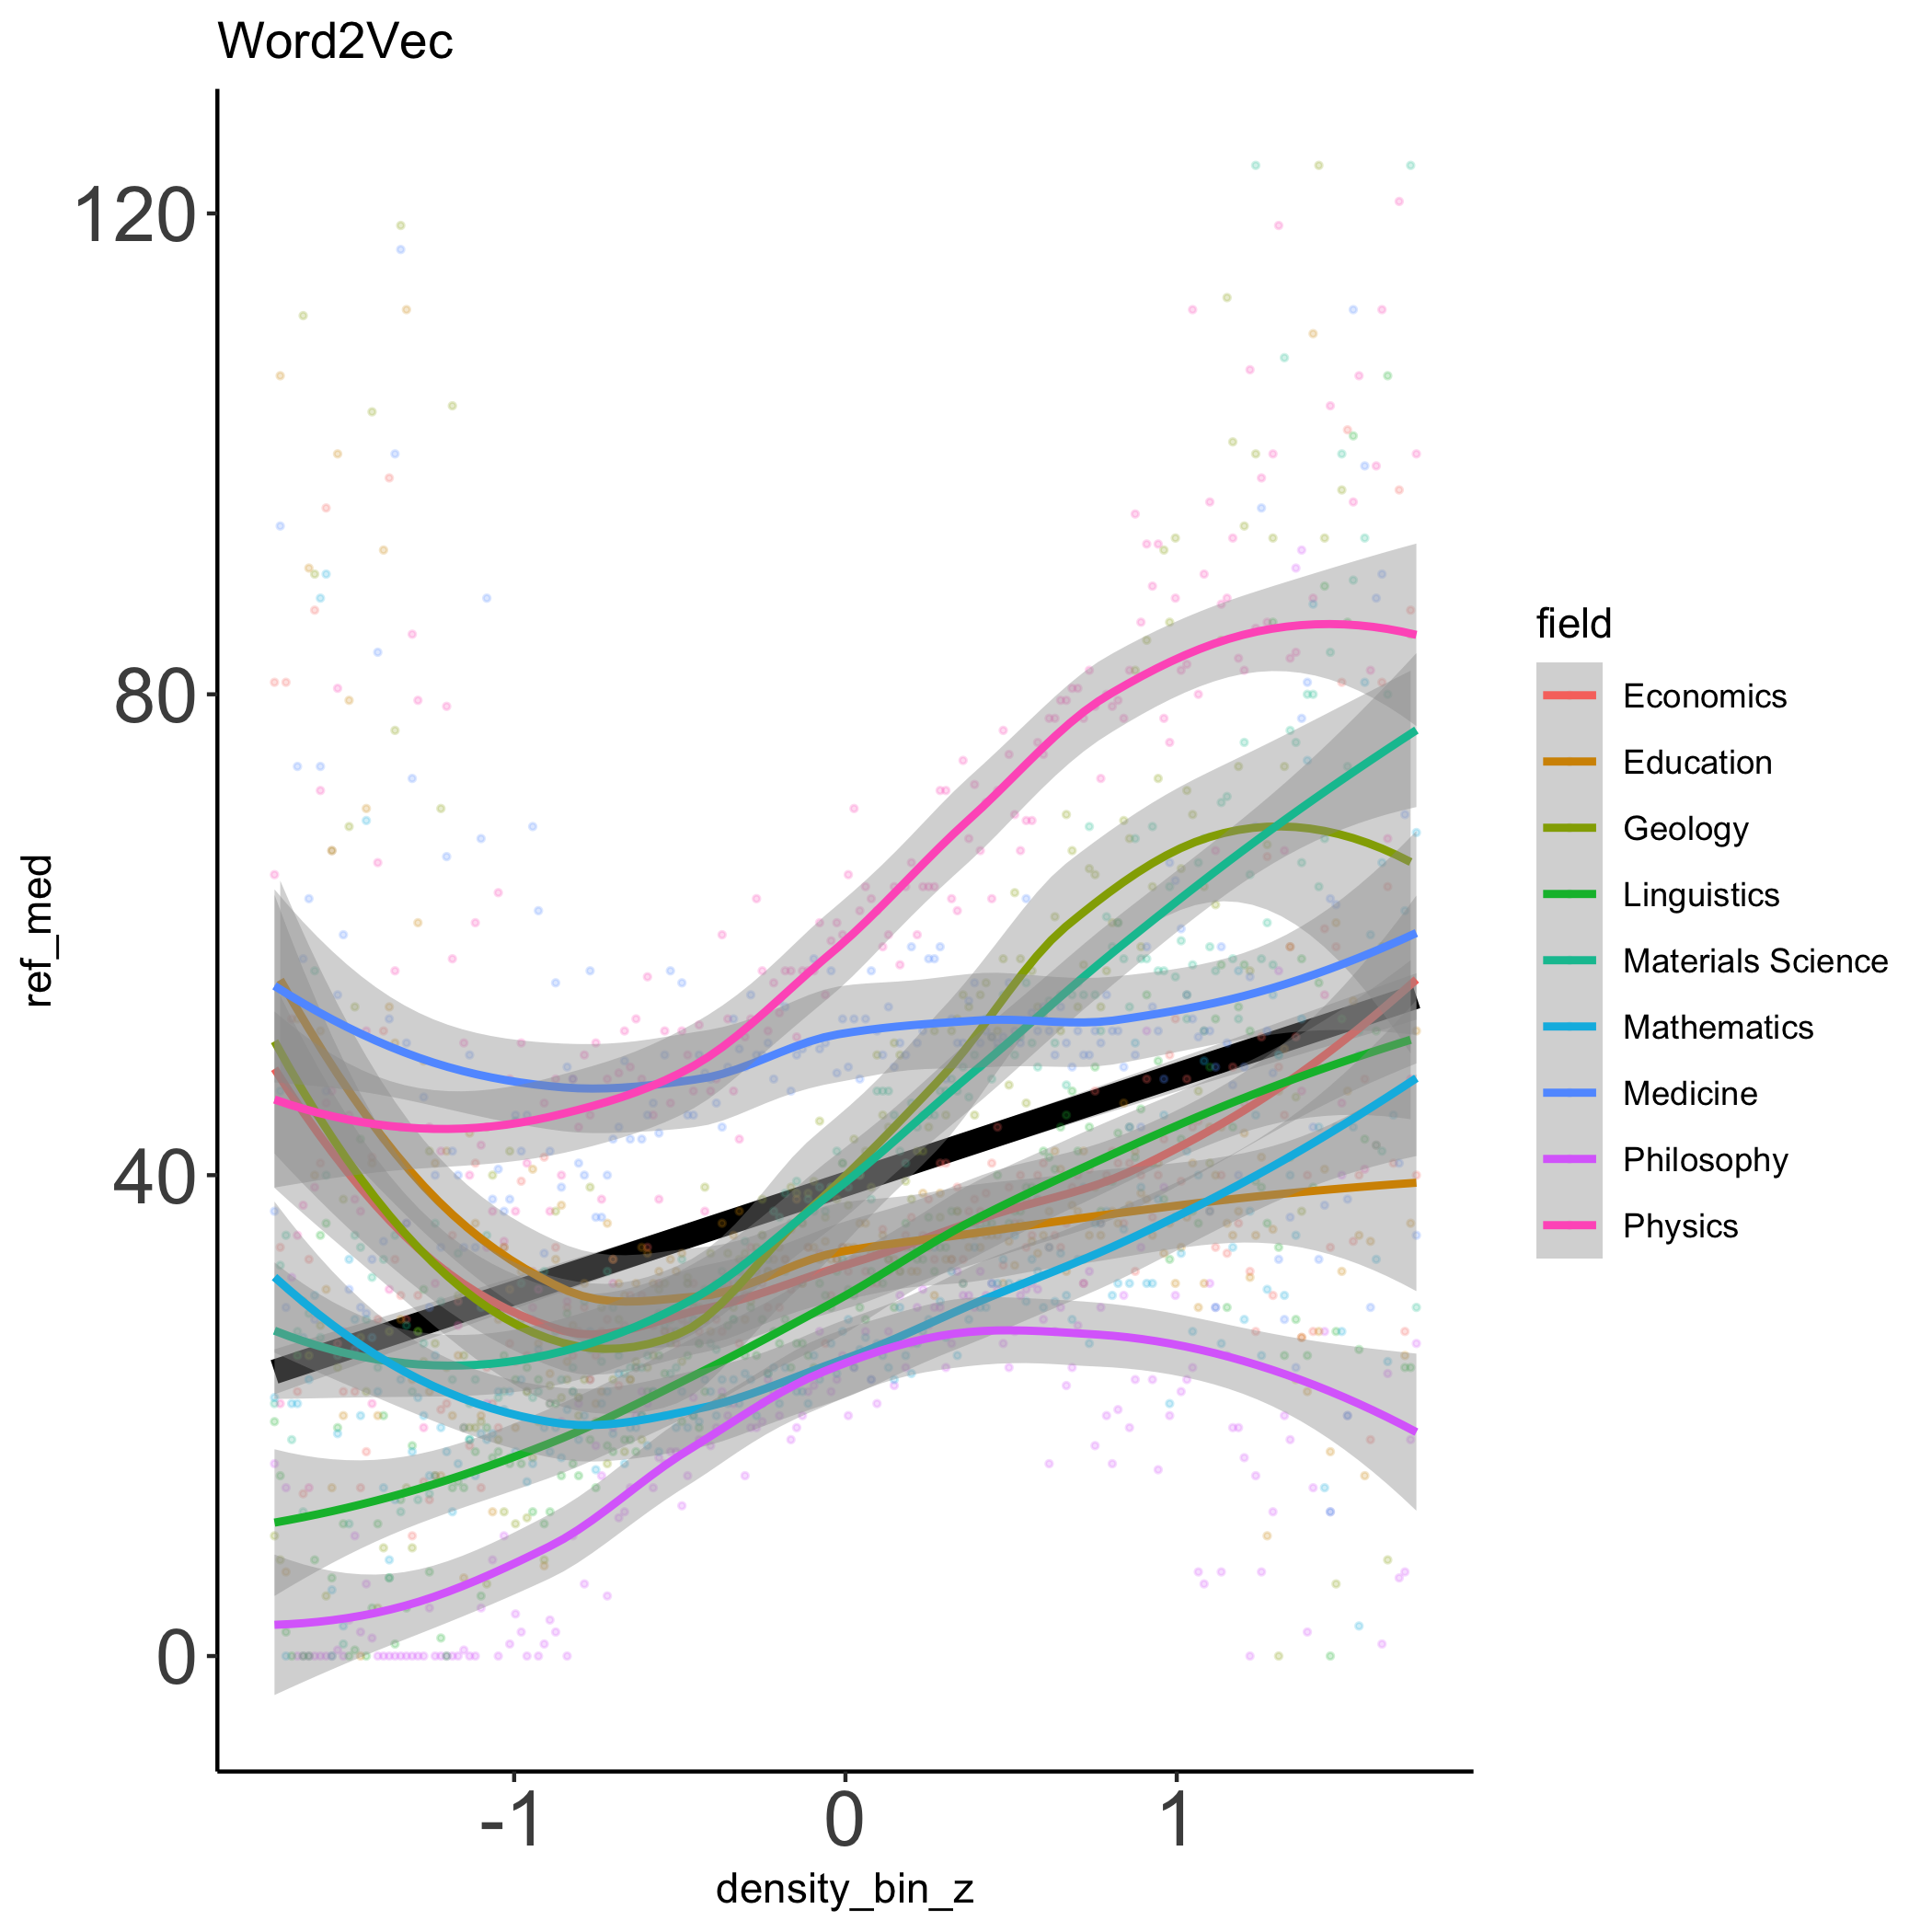 Word2Vec
120
80
40
0
ref_med
-1
0
1
density_bin_z
field
Economics
Education
Geology
Linguistics
Materials Science
Mathematics
Medicine
Philosophy
Physics